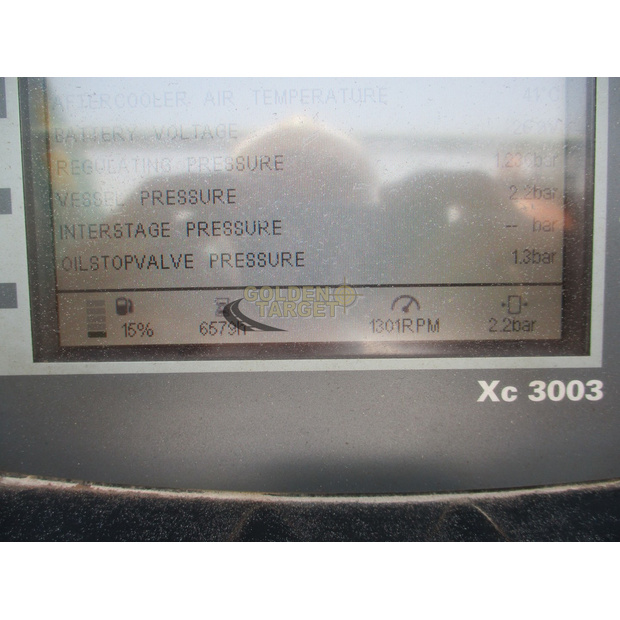 AFTERCOOLER AIR TEMPERATURE 41°C
BATTERY VOLTAGE
REGULATING PRESSURE
VESSEL PRESSURE 2.2bar
INTERSTAGE PRESSURE -- bar
OILSTOPVALVE PRESSURE 1.3bar
15% 6579h 1301RPM 2.2bar
GOLDEN
TARGET
Xc 3003